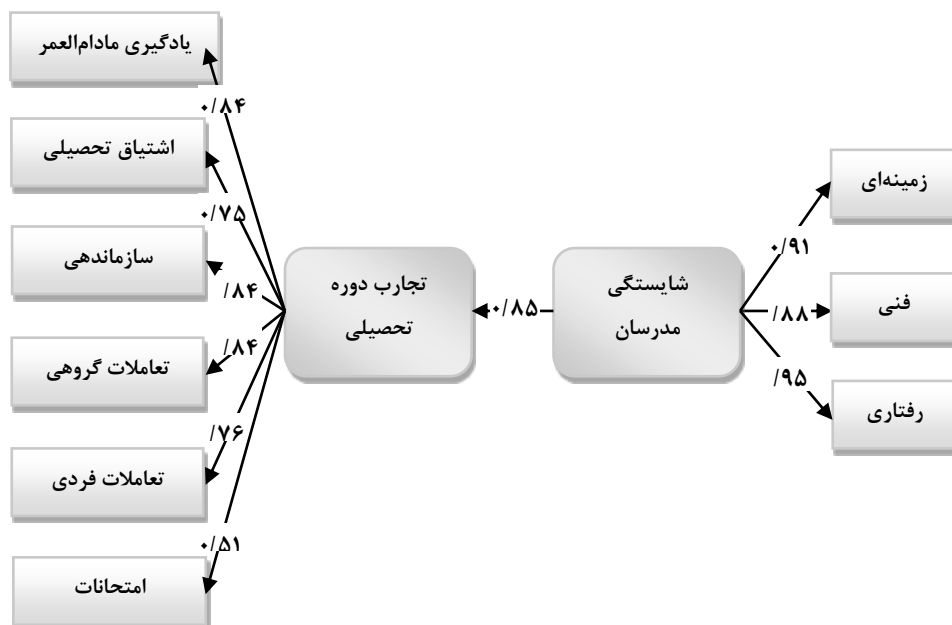 یادگیری مادام‌العمر
۰/۸۴
اشتیاق تحصیلی
۰/۷۵
سازماندهی
/۸۴
تعاملات گروهی
/۸۴
تعاملات فردی
/۷۶
امتحانات
۰/۵۱
تجارب دوره
تحصیلی
۰/۸۵
شایستگی
مدرسان
زمینه‌ای
۰/۹۱
فنی
/۸۸
رفتاری
/۹۵